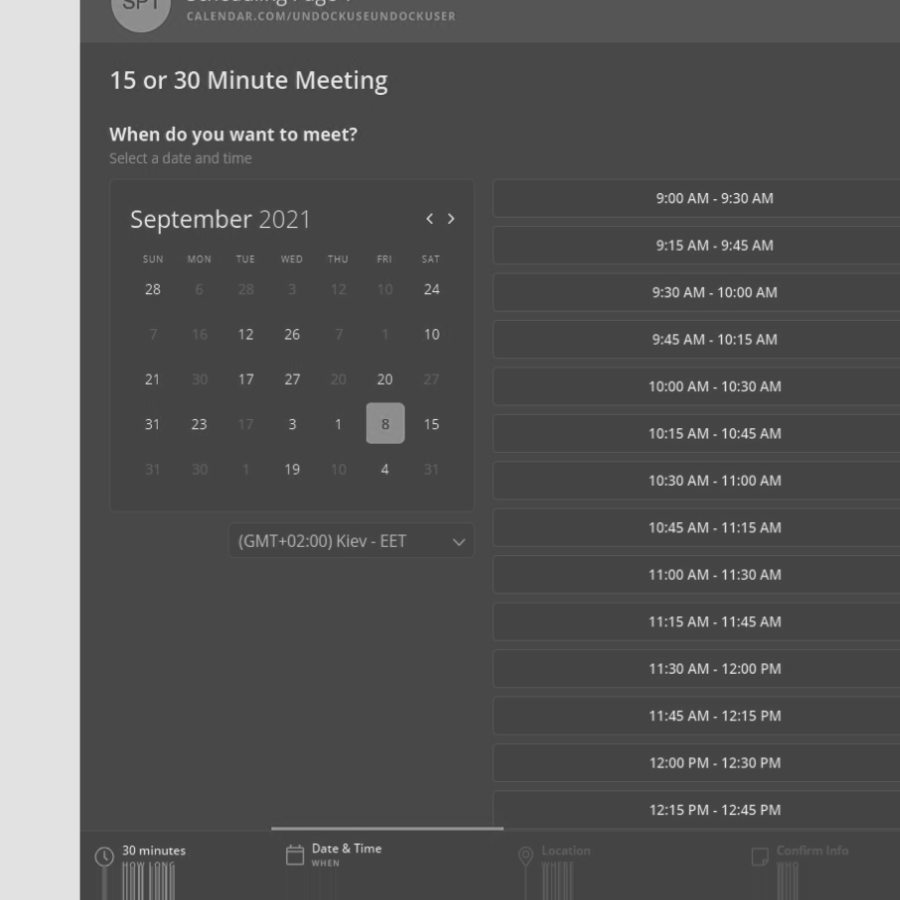 SPT
CALENDAR.COM/UNDOCKUSEUNDOCKUSER
15 or 30 Minute Meeting
When do you want to meet?
Select a date and time
September 2021
SUN MON TUE WED THU FRI SAT
28 6 28 3 12 10 24
7 16 12 26 7 1 10
21 30 17 27 20 20 27
31 23 17 3 1 8 15
31 30 1 19 10 4 31
(GMT+02:00) Kiev - EET
9:00 AM - 9:30 AM
9:15 AM - 9:45 AM
9:30 AM - 10:00 AM
9:45 AM - 10:15 AM
10:00 AM - 10:30 AM
10:15 AM - 10:45 AM
10:30 AM - 11:00 AM
10:45 AM - 11:15 AM
11:00 AM - 11:30 AM
11:15 AM - 11:45 AM
11:30 AM - 12:00 PM
11:45 AM - 12:15 PM
12:00 PM - 12:30 PM
12:15 PM - 12:45 PM
30 minutes
HOW LONG
Date & Time
WHEN
Location
Confirm Info